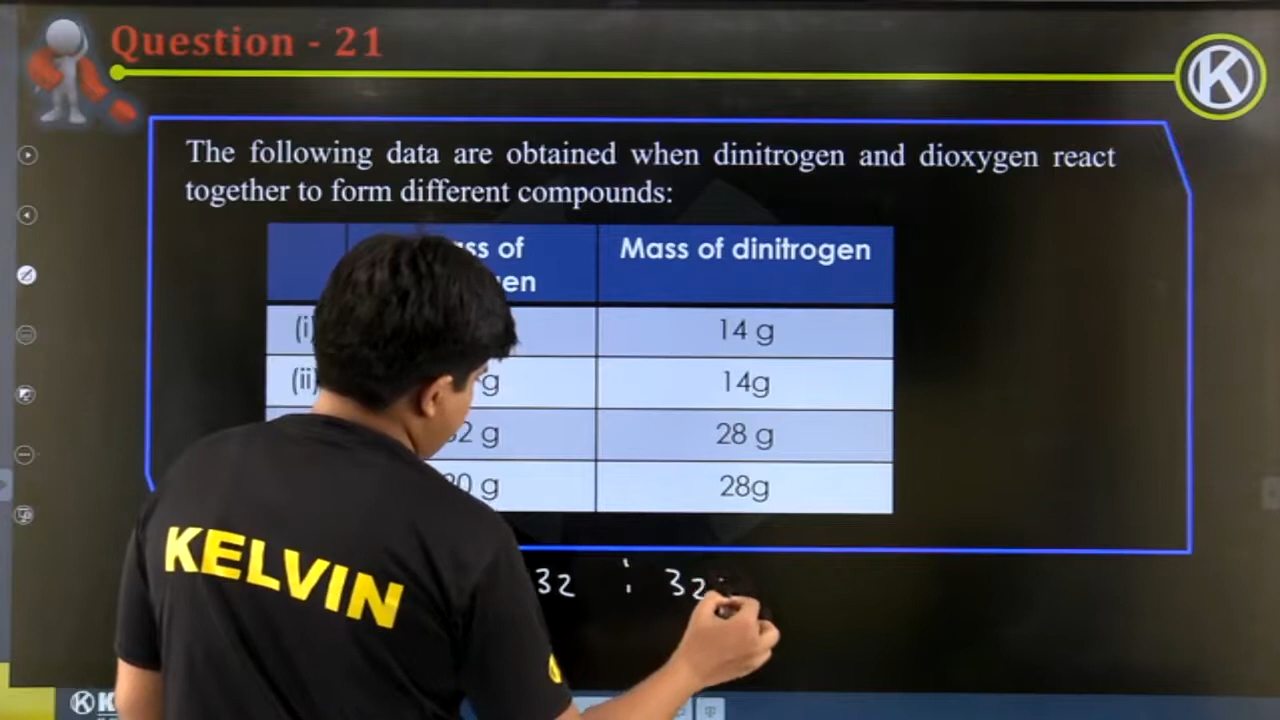 Question - 21
K
The following data are obtained when dinitrogen and dioxygen react
together to form different compounds:
of
Mass of dinitrogen
(i)
14 g
(ii)
g
14g
g
28 g
g
28g
32 : 32
KELVIN
K